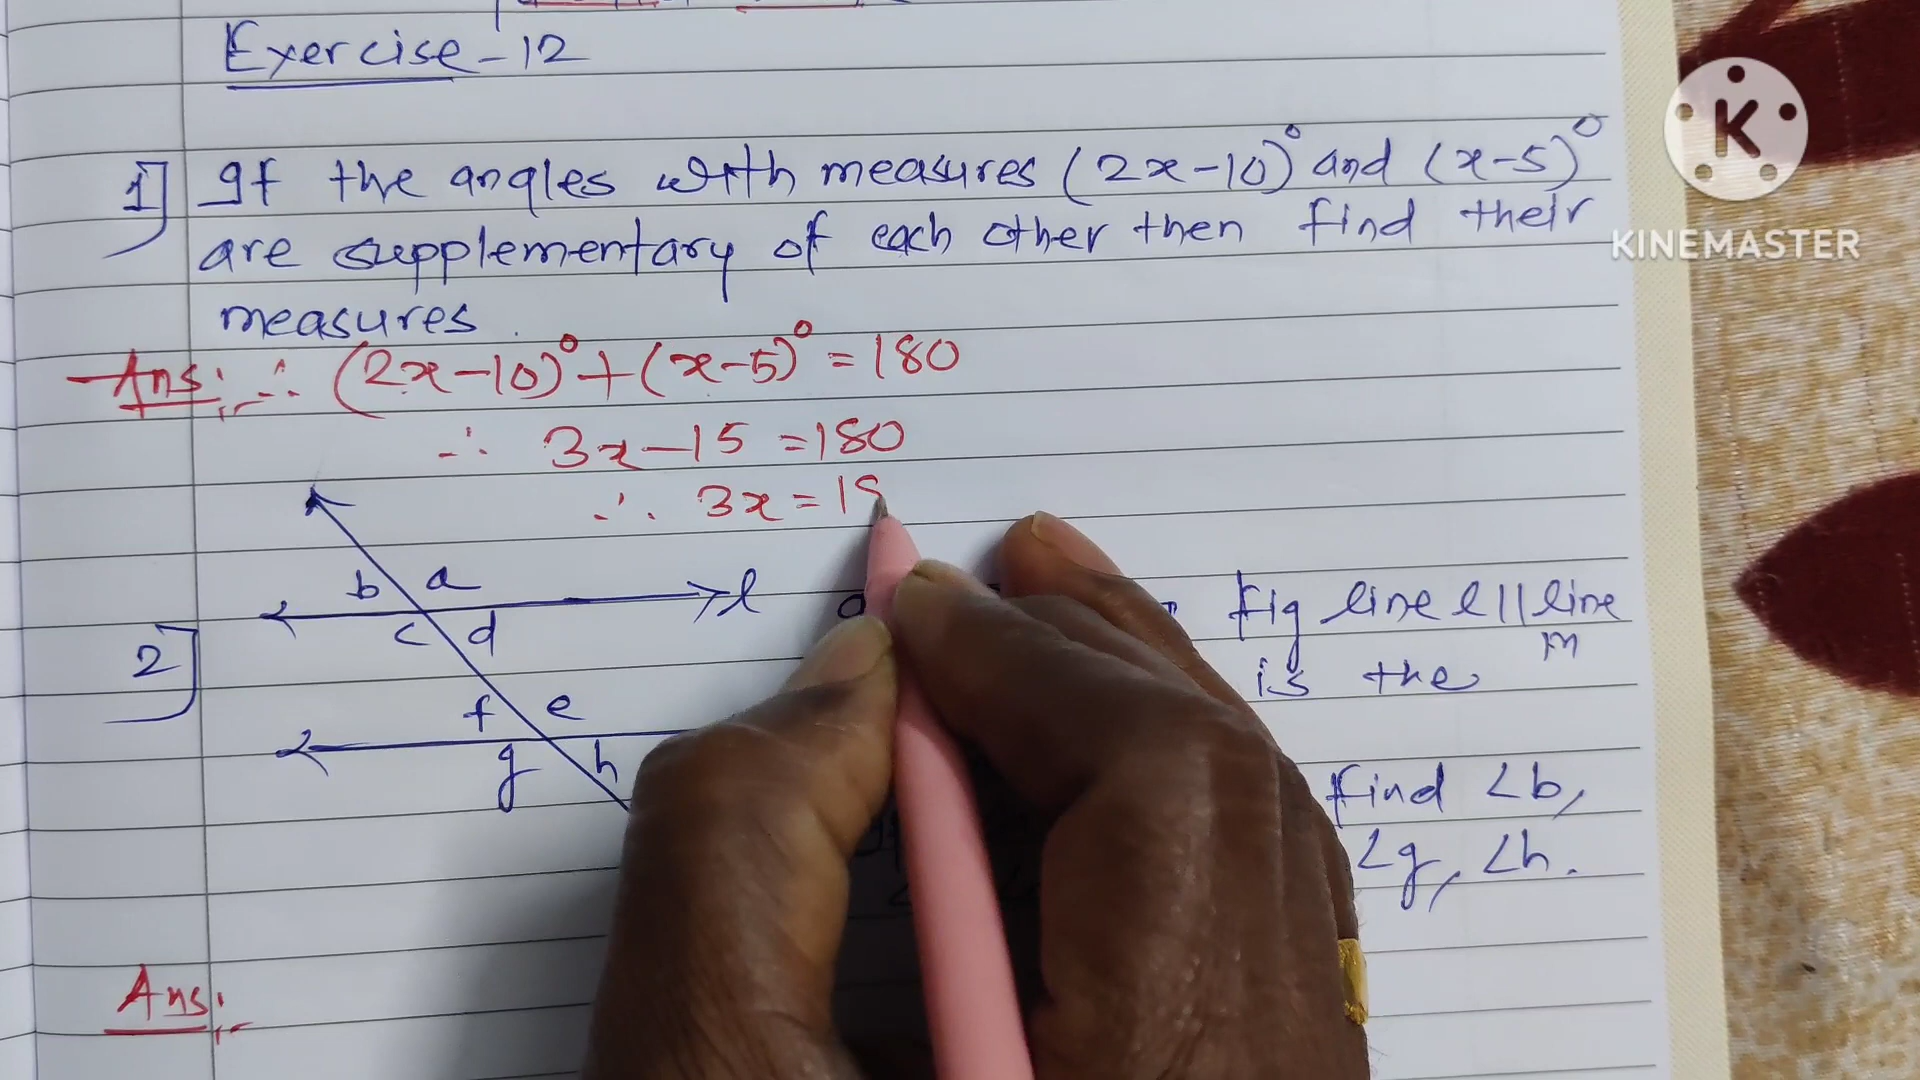 Exercise-12
1] If the angles with measures (2x-10)° and (x-5)°
are supplementary of each other then find their
measures.
Ans:- ∴ (2x-10)°+(x-5)° = 180
∴ 3x-15 = 180
∴ 3x = 18
b a l
c d
2]
f e
g h
Fig line l || line
m
is the
Find ∠b,
∠g, ∠h.
Ans:-
K
KINEMASTER